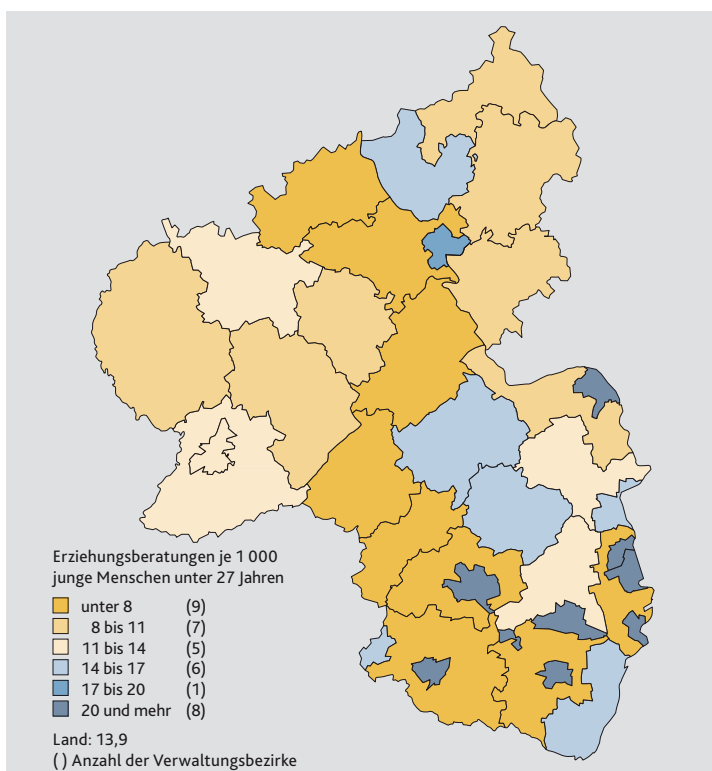 Erziehungsberatungen je 1 000
junge Menschen unter 27 Jahren
unter 8 (9)
8 bis 11 (7)
11 bis 14 (5)
14 bis 17 (6)
17 bis 20 (1)
20 und mehr (8)
Land: 13,9
( ) Anzahl der Verwaltungsbezirke